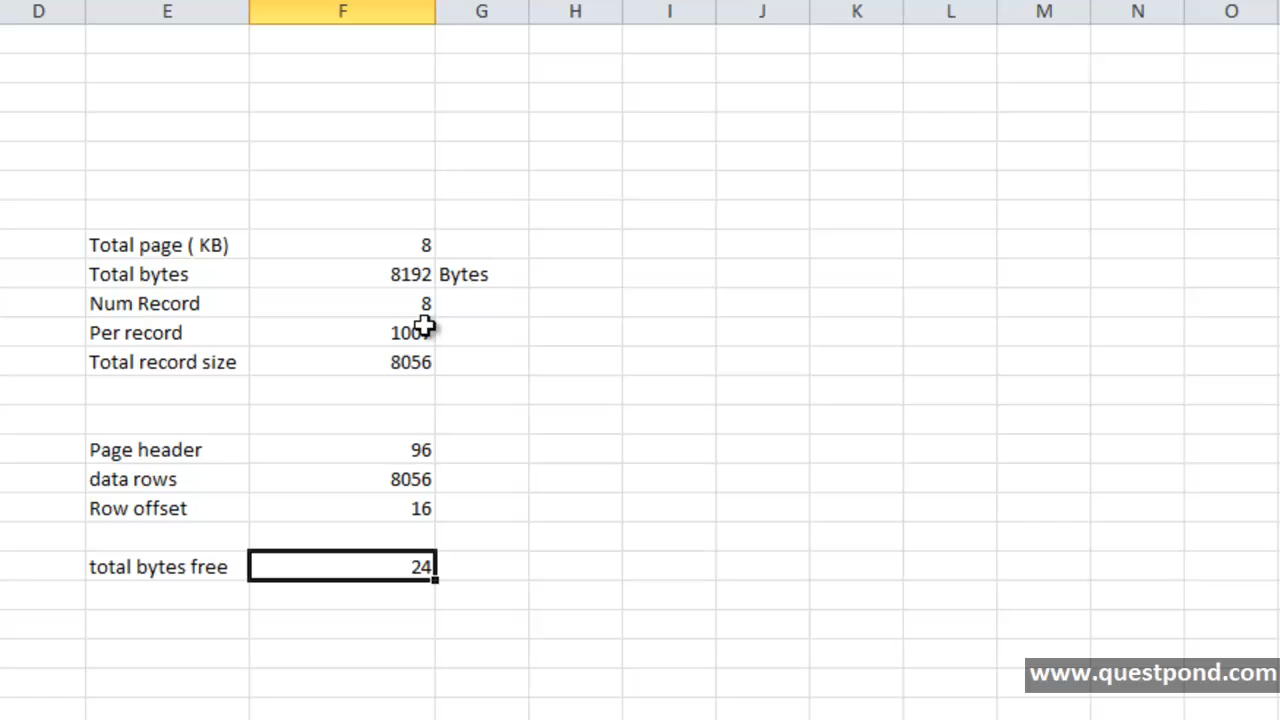 D E F G H I J K L M N O
Total page ( KB) 8
Total bytes 8192 Bytes
Num Record 8
Per record
Total record size 8056
Page header 96
data rows 8056
Row offset 16
total bytes free 24
www.questpond.com